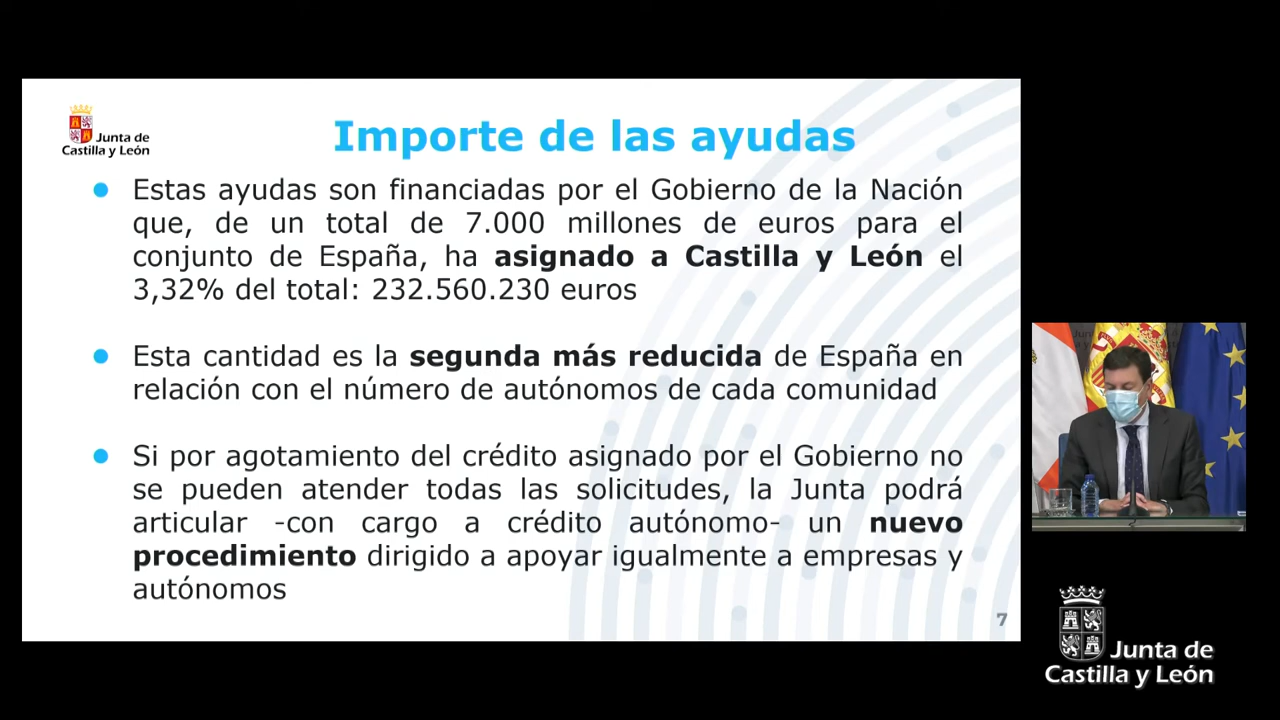 Junta de
Castilla y León
Importe de las ayudas
Estas ayudas son financiadas por el Gobierno de la Nación
que, de un total de 7.000 millones de euros para el
conjunto de España, ha asignado a Castilla y León el
3,32% del total: 232.560.230 euros
Esta cantidad es la segunda más reducida de España en
relación con el número de autónomos de cada comunidad
Si por agotamiento del crédito asignado por el Gobierno no
se pueden atender todas las solicitudes, la Junta podrá
articular -con cargo a crédito autónomo- un nuevo
procedimiento dirigido a apoyar igualmente a empresas y
autónomos
7
Junta de
Castilla y León